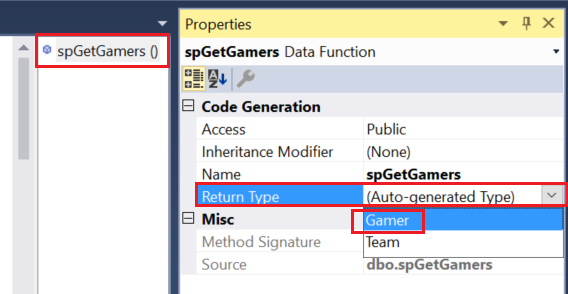 spGetGamers ()
Properties
spGetGamers Data Function
Code Generation
Access Public
Inheritance Modifier (None)
Name spGetGamers
Return Type (Auto-generated Type)
Misc Gamer
Method Signature Team
Source dbo.spGetGamers